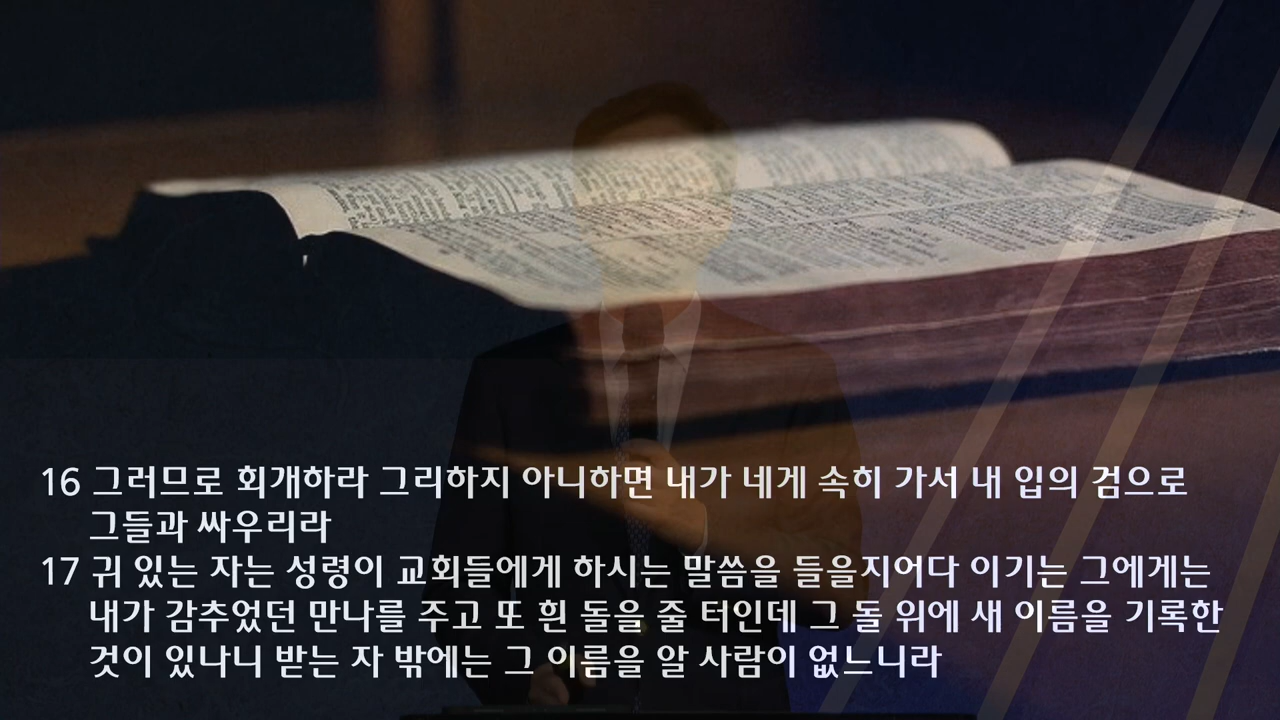 16 그러므로 회개하라 그리하지 아니하면 내가 네게 속히 가서 내 입의 검으로
그들과 싸우리라
17 귀 있는 자는 성령이 교회들에게 하시는 말씀을 들을지어다 이기는 그에게는
내가 감추었던 만나를 주고 또 흰 돌을 줄 터인데 그 돌 위에 새 이름을 기록한
것이 있나니 받는 자 밖에는 그 이름을 알 사람이 없느니라